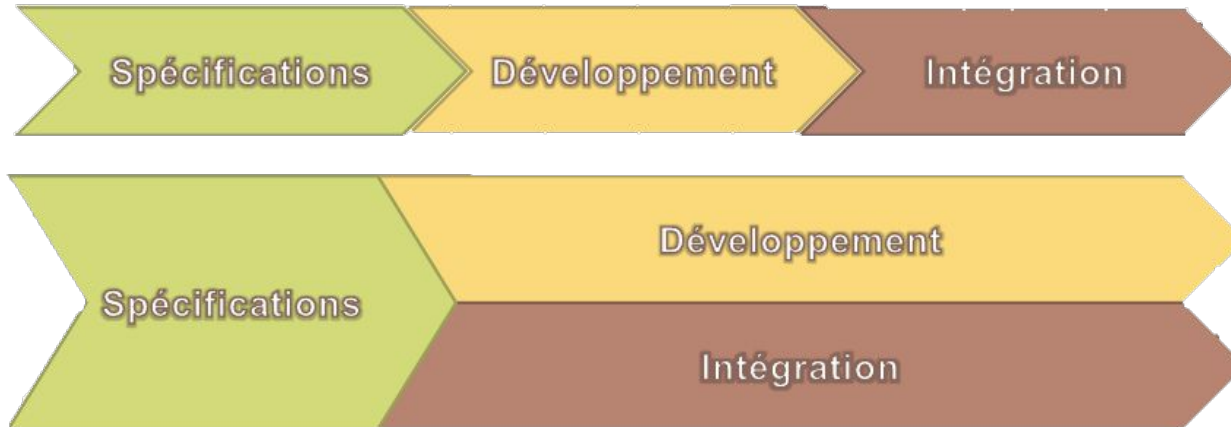 Spécifications Développement Intégration
Développement
Spécifications
Intégration